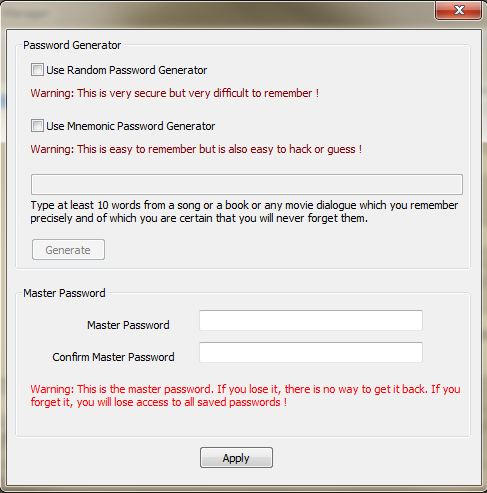 Password Generator
Use Random Password Generator
Warning: This is very secure but very difficult to remember !
Use Mnemonic Password Generator
Warning: This is easy to remember but is also easy to hack or guess !
Type at least 10 words from a song or a book or any movie dialogue which you remember
precisely and of which you are certain that you will never forget them.
Generate
Master Password
Master Password
Confirm Master Password
Warning: This is the master password. If you lose it, there is no way to get it back. If you
forget it, you will lose access to all saved passwords !
Apply